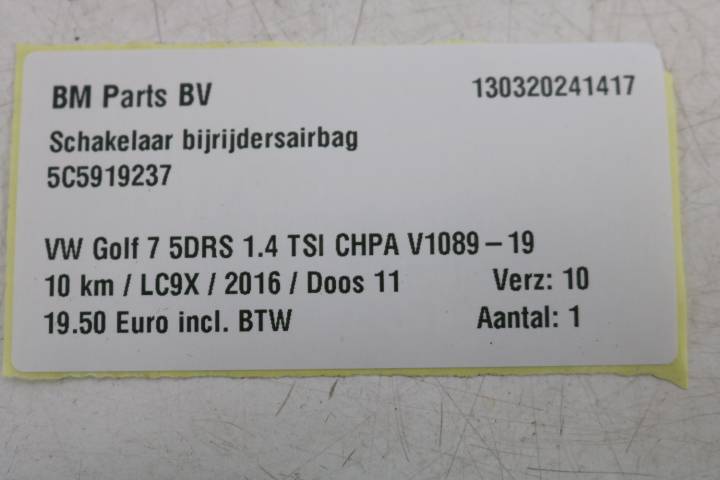 BM Parts BV 130320241417
Schakelaar bijrijdersairbag
5C5919237
VW Golf 7 5DRS 1.4 TSI CHPA V1089 – 19
10 km / LC9X / 2016 / Doos 11 Verz: 10
19.50 Euro incl. BTW Aantal: 1